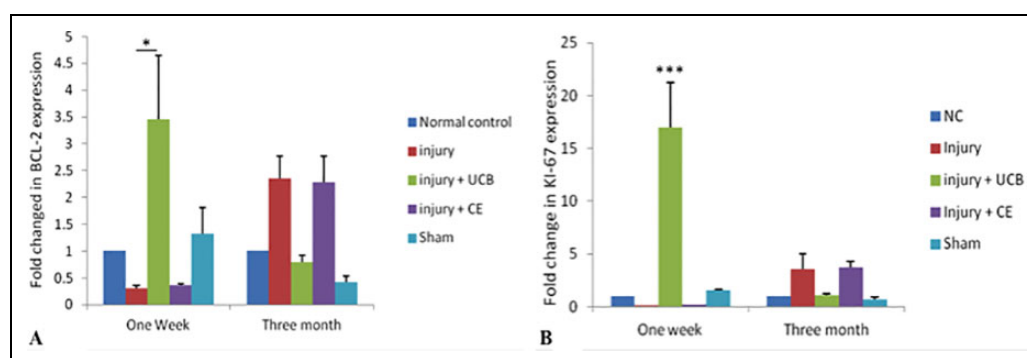 Fold changed in BCL-2 expression
5
4.5
4
3.5
3
2.5
2
1.5
1
0.5
0
*
One Week
Three month
Normal control
injury
injury + UCB
injury + CE
Sham
A
Fold change in KI-67 expression
25
20
15
10
5
0
***
One week
Three month
NC
Injury
injury + UCB
Injury + CE
Sham
B